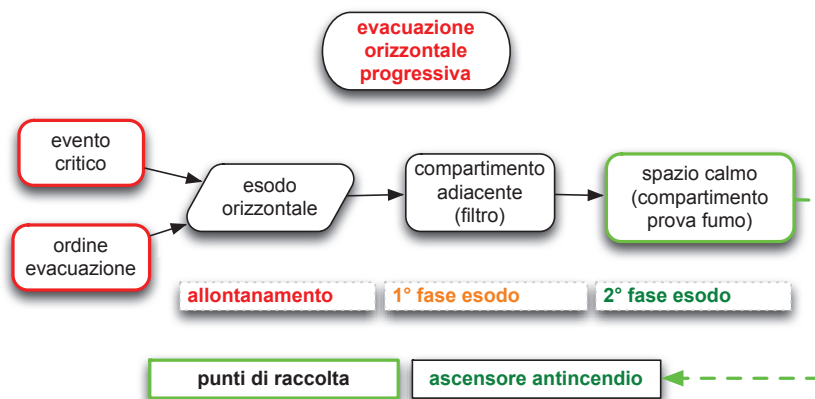 evacuazione
orizzontale
progressiva
evento
critico
ordine
evacuazione
esodo
orizzontale
compartimento
adiacente
(filtro)
spazio calmo
(compartimento
prova fumo)
allontanamento
1° fase esodo
2° fase esodo
punti di raccolta
ascensore antincendio